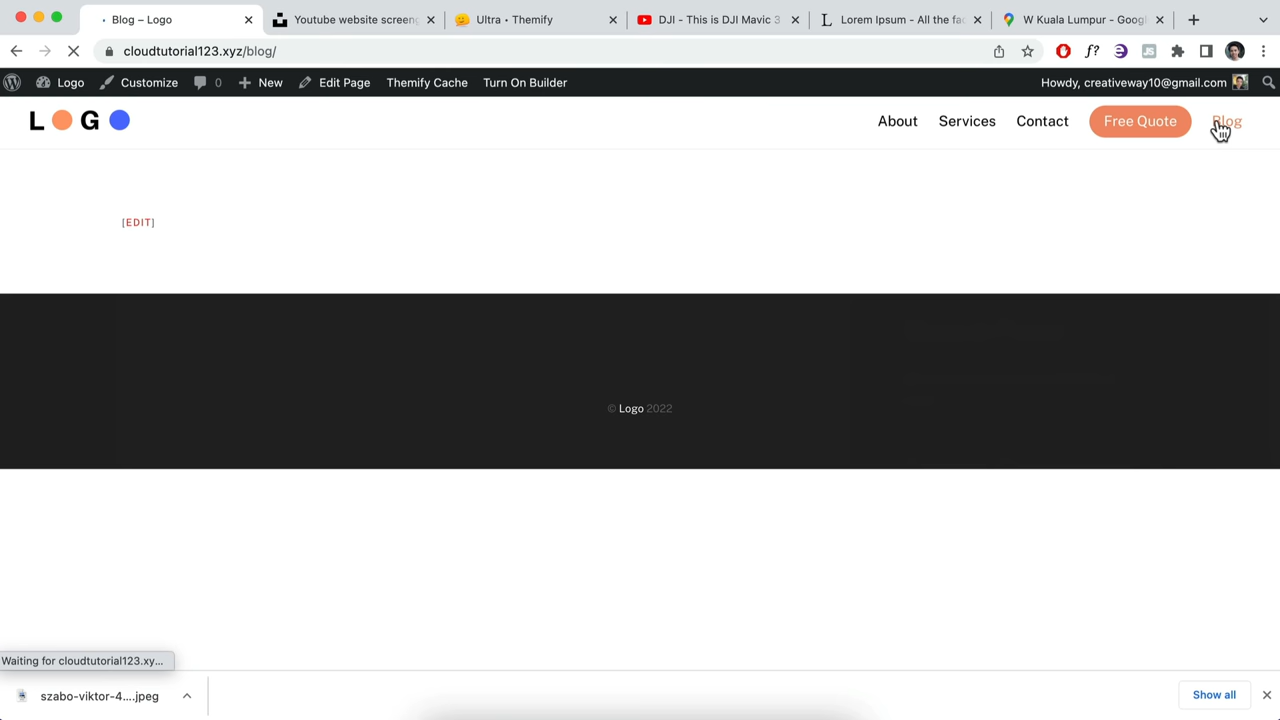 Blog – Logo
Youtube website screeng
Ultra • Themify
DJI - This is DJI Mavic 3
Lorem Ipsum - All the fac
W Kuala Lumpur - Googl
cloudtutorial123.xyz/blog/
f?
JS
Logo
Customize
0
New
Edit Page
Themify Cache
Turn On Builder
Howdy, creativeway10@gmail.com
L O G O
About
Services
Contact
Free Quote
Blog
[EDIT]
© Logo 2022
Waiting for cloudtutorial123.xy...
szabo-viktor-4....jpeg
Show all